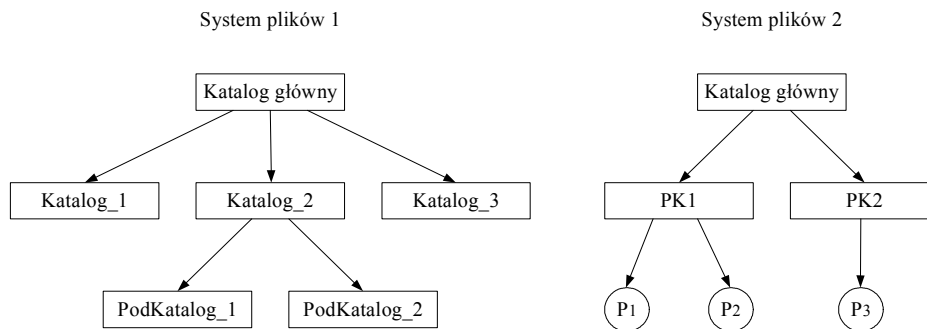 System plików 1
System plików 2
Katalog główny
Katalog główny
Katalog_1
Katalog_2
Katalog_3
PK1
PK2
PodKatalog_1
PodKatalog_2
P1
P2
P3